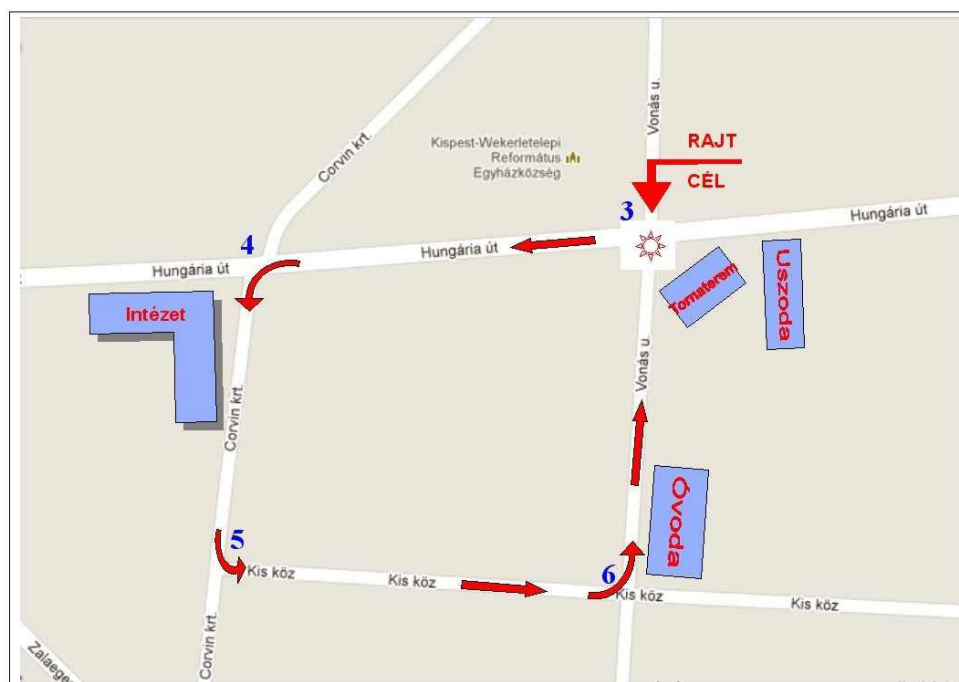 Vonás u.
Corvin krt.
Kispest-Wekerletelepi
Református
Egyházközség
RAJT
CÉL
3
Hungária út
4
Hungária út
Hungária út
Intézet
Tornaterem
Uszoda
Vonás u.
Corvin krt.
Óvoda
5
Kis köz
Kis köz
6
Kis köz
Kis köz
Corvin krt.
Zalaege